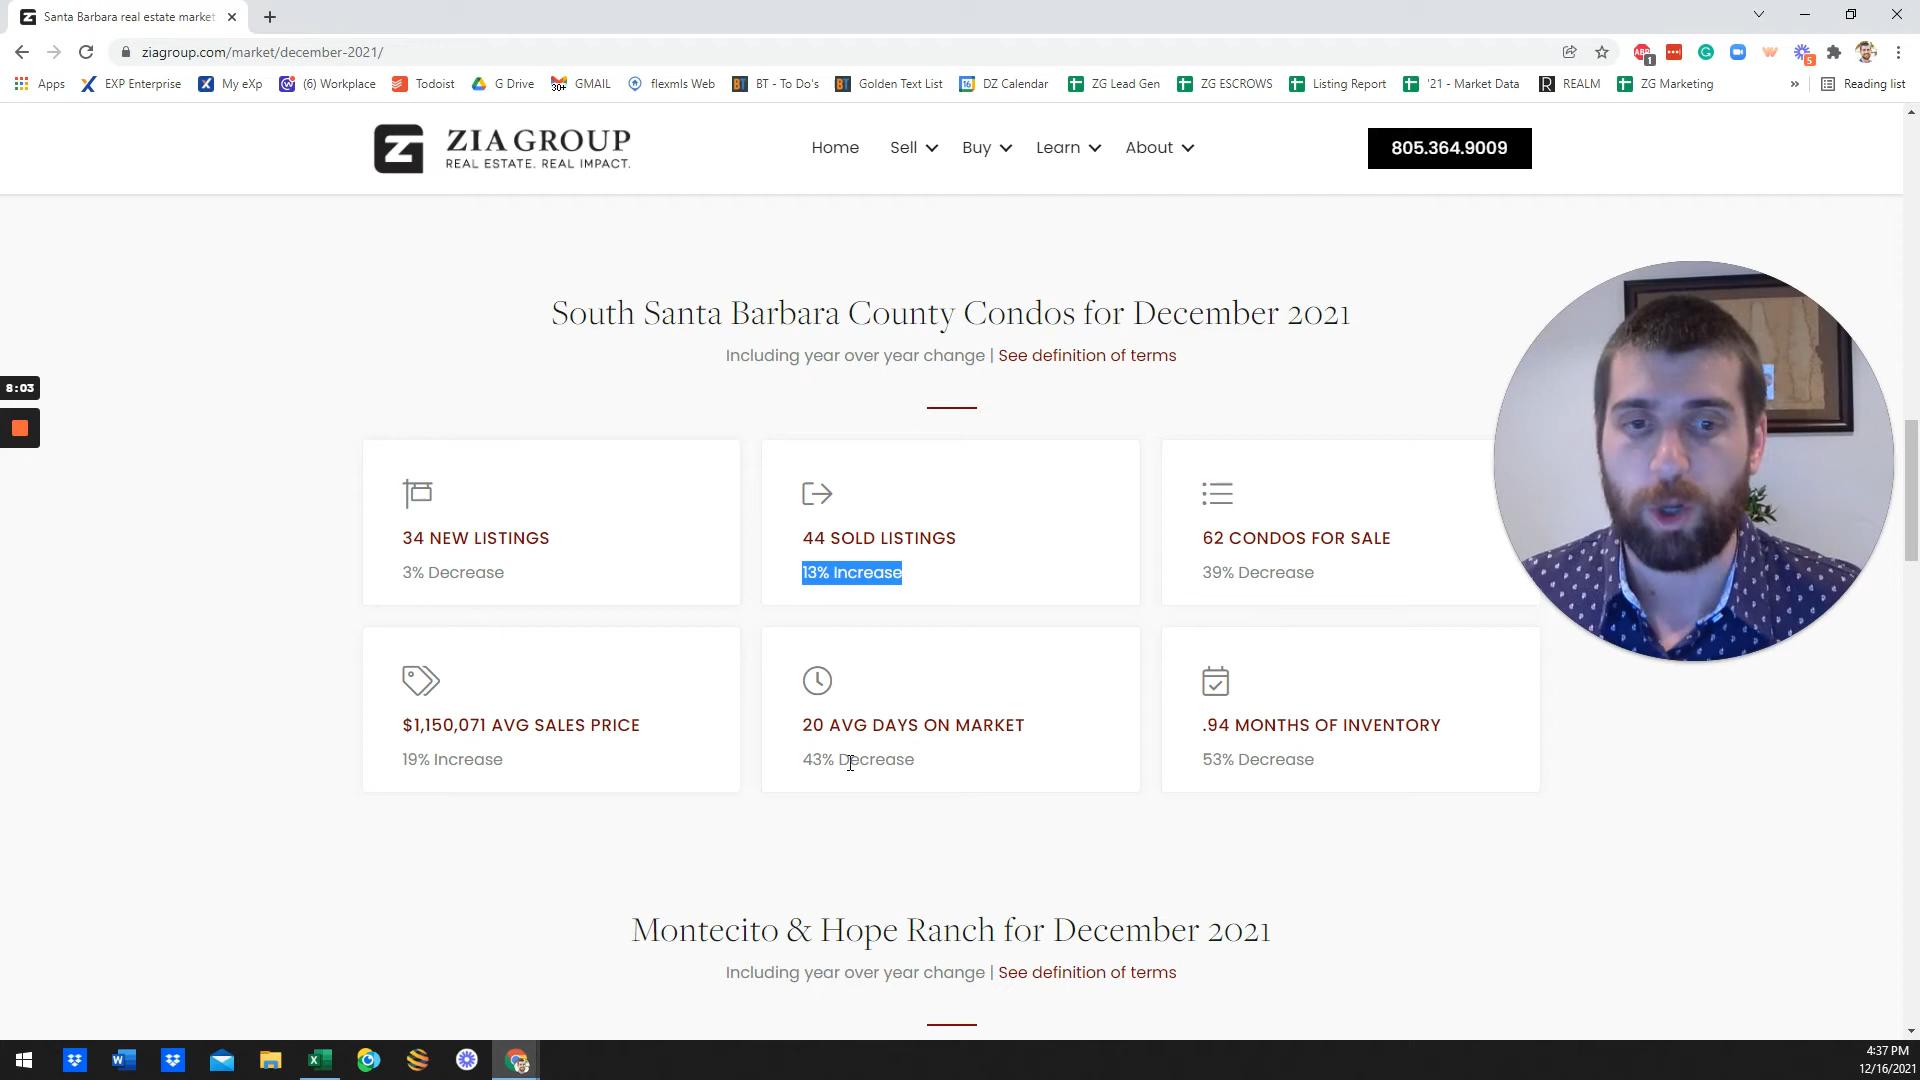 Santa Barbara real estate market
ziagroup.com/market/december-2021/
1
5
Apps EXP Enterprise My eXp (6) Workplace Todoist G Drive 30+ GMAIL flexmls Web BT BT - To Do's BT Golden Text List 16 DZ Calendar ZG Lead Gen ZG ESCROWS Listing Report '21 - Market Data R REALM ZG Marketing » Reading list
ZIA GROUP
REAL ESTATE. REAL IMPACT.
Home Sell Buy Learn About
805.364.9009
South Santa Barbara County Condos for December 2021
Including year over year change | See definition of terms
8:03
34 NEW LISTINGS
3% Decrease
44 SOLD LISTINGS
13% Increase
62 CONDOS FOR SALE
39% Decrease
$1,150,071 AVG SALES PRICE
19% Increase
20 AVG DAYS ON MARKET
43% Decrease
.94 MONTHS OF INVENTORY
53% Decrease
Montecito & Hope Ranch for December 2021
Including year over year change | See definition of terms
4:37 PM
12/16/2021